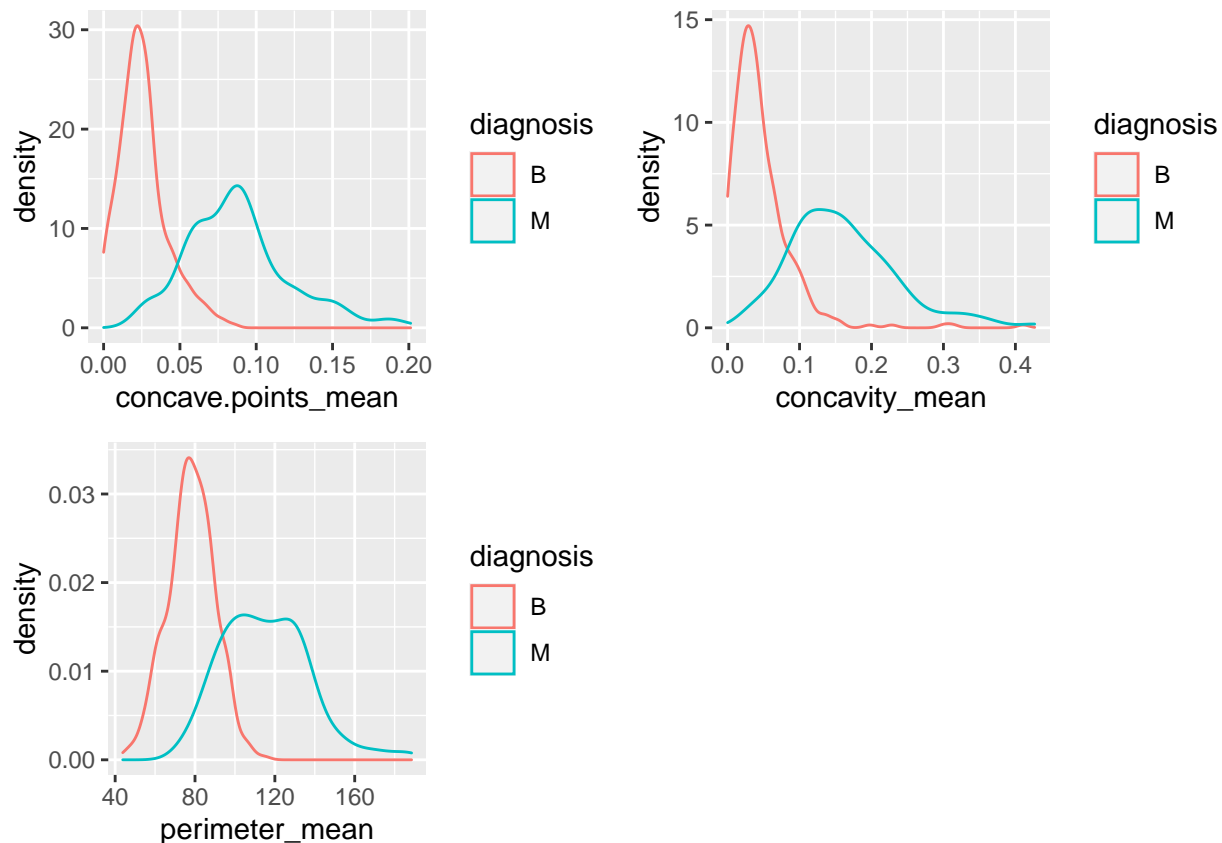 30
20
10
0
density
0.00 0.05 0.10 0.15 0.20
concave.points_mean
diagnosis
B
M
15
10
5
0
density
0.0 0.1 0.2 0.3 0.4
concavity_mean
diagnosis
B
M
0.03
0.02
0.01
0.00
density
40 80 120 160
perimeter_mean
diagnosis
B
M